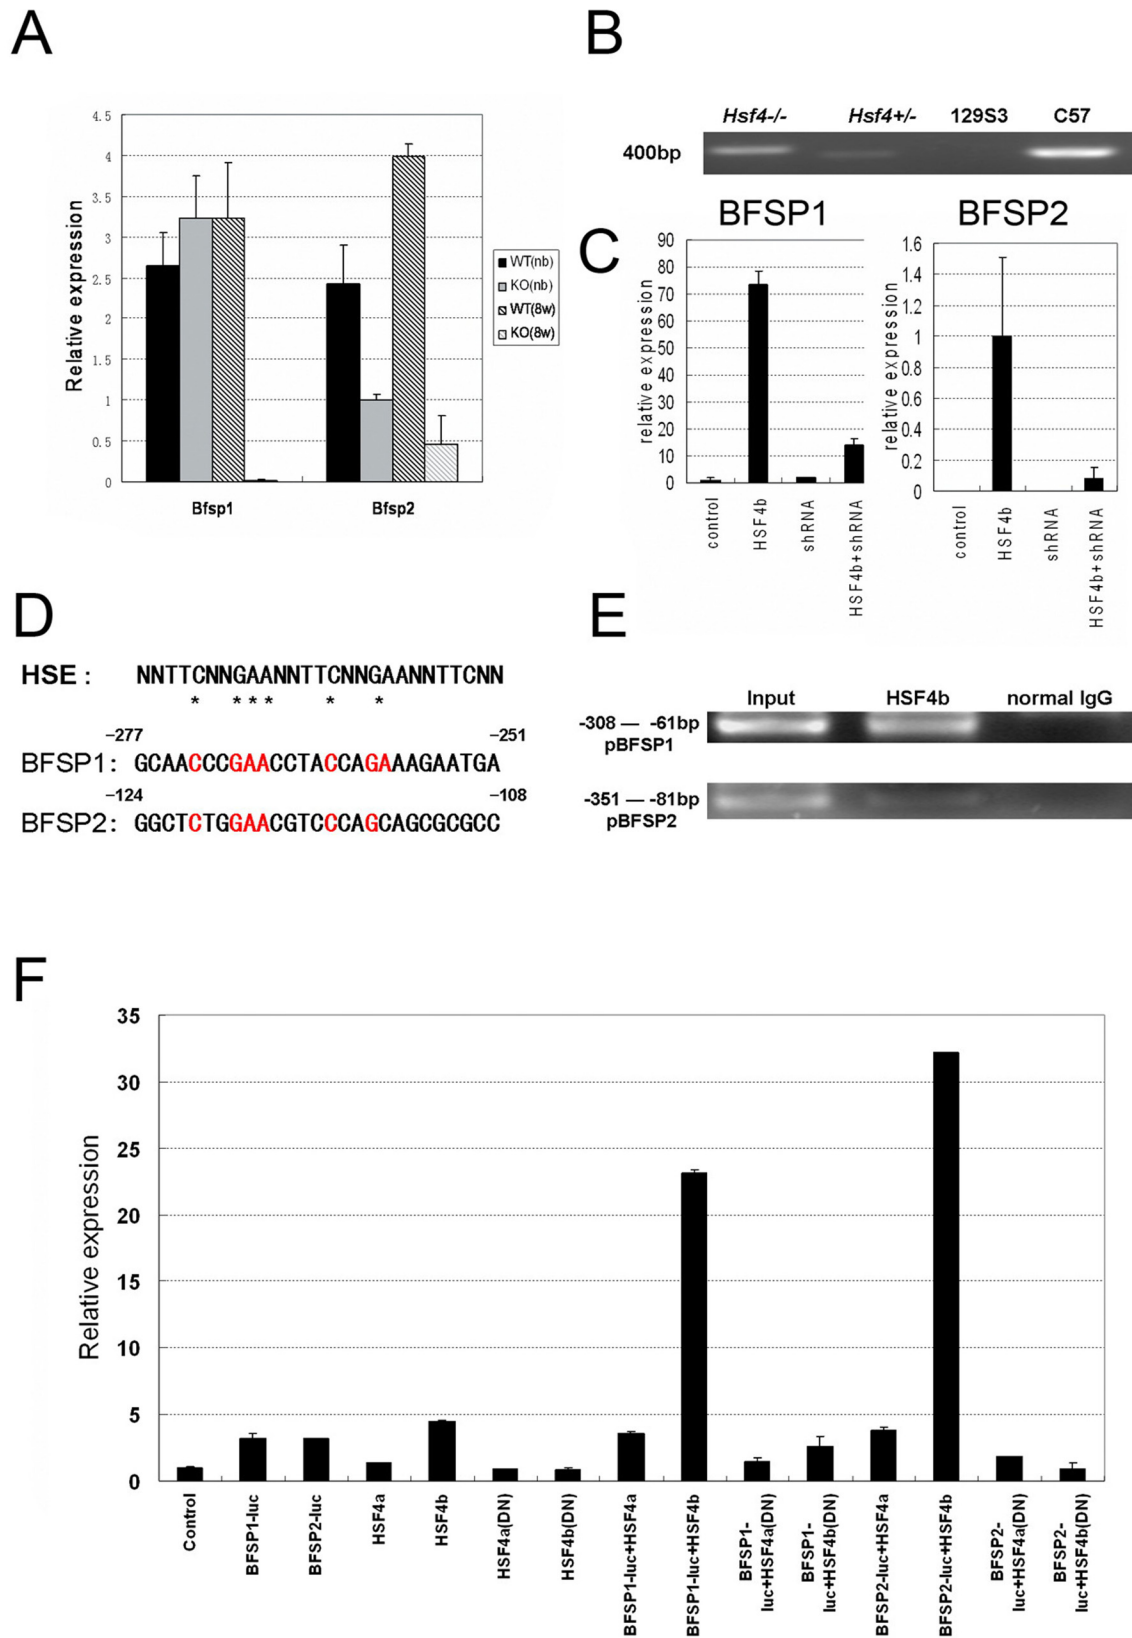 A
Relative expression
4.5
4
3.5
3
2.5
2
1.5
1
0.5
0
Bfsp1
Bfsp2
WT(nb)
KO(nb)
WT(8w)
KO(8w)
B
Hsf4-/-
Hsf4+/-
129S3
C57
400bp
C
BFSP1
relative expression
90
80
70
60
50
40
30
20
10
0
control
HSF4b
shRNA
HSF4b+shRNA
BFSP2
relative expression
1.6
1.4
1.2
1
0.8
0.6
0.4
0.2
0
control
HSF4b
shRNA
HSF4b+shRNA
D
HSE : NNTTCNNGAANNTTCNNGAANNTTCNN
* * * * * *
-277 -251
BFSP1: GCAACCCGAACCTACCAGAAAGAATGA
-124 -108
BFSP2: GGCTCTGGAACGTCCCAGCAGCGCGCC
E
Input
HSF4b
normal IgG
-308 — -61bp
pBFSP1
-351 — -81bp
pBFSP2
F
Relative expression
35
30
25
20
15
10
5
0
Control
BFSP1-luc
BFSP2-luc
HSF4a
HSF4b
HSF4a(DN)
HSF4b(DN)
BFSP1-luc+HSF4a
BFSP1-luc+HSF4b
BFSP1-
luc+HSF4a(DN)
BFSP1-
luc+HSF4b(DN)
BFSP2-luc+HSF4a
BFSP2-luc+HSF4b
BFSP2-
luc+HSF4a(DN)
BFSP2-
luc+HSF4b(DN)